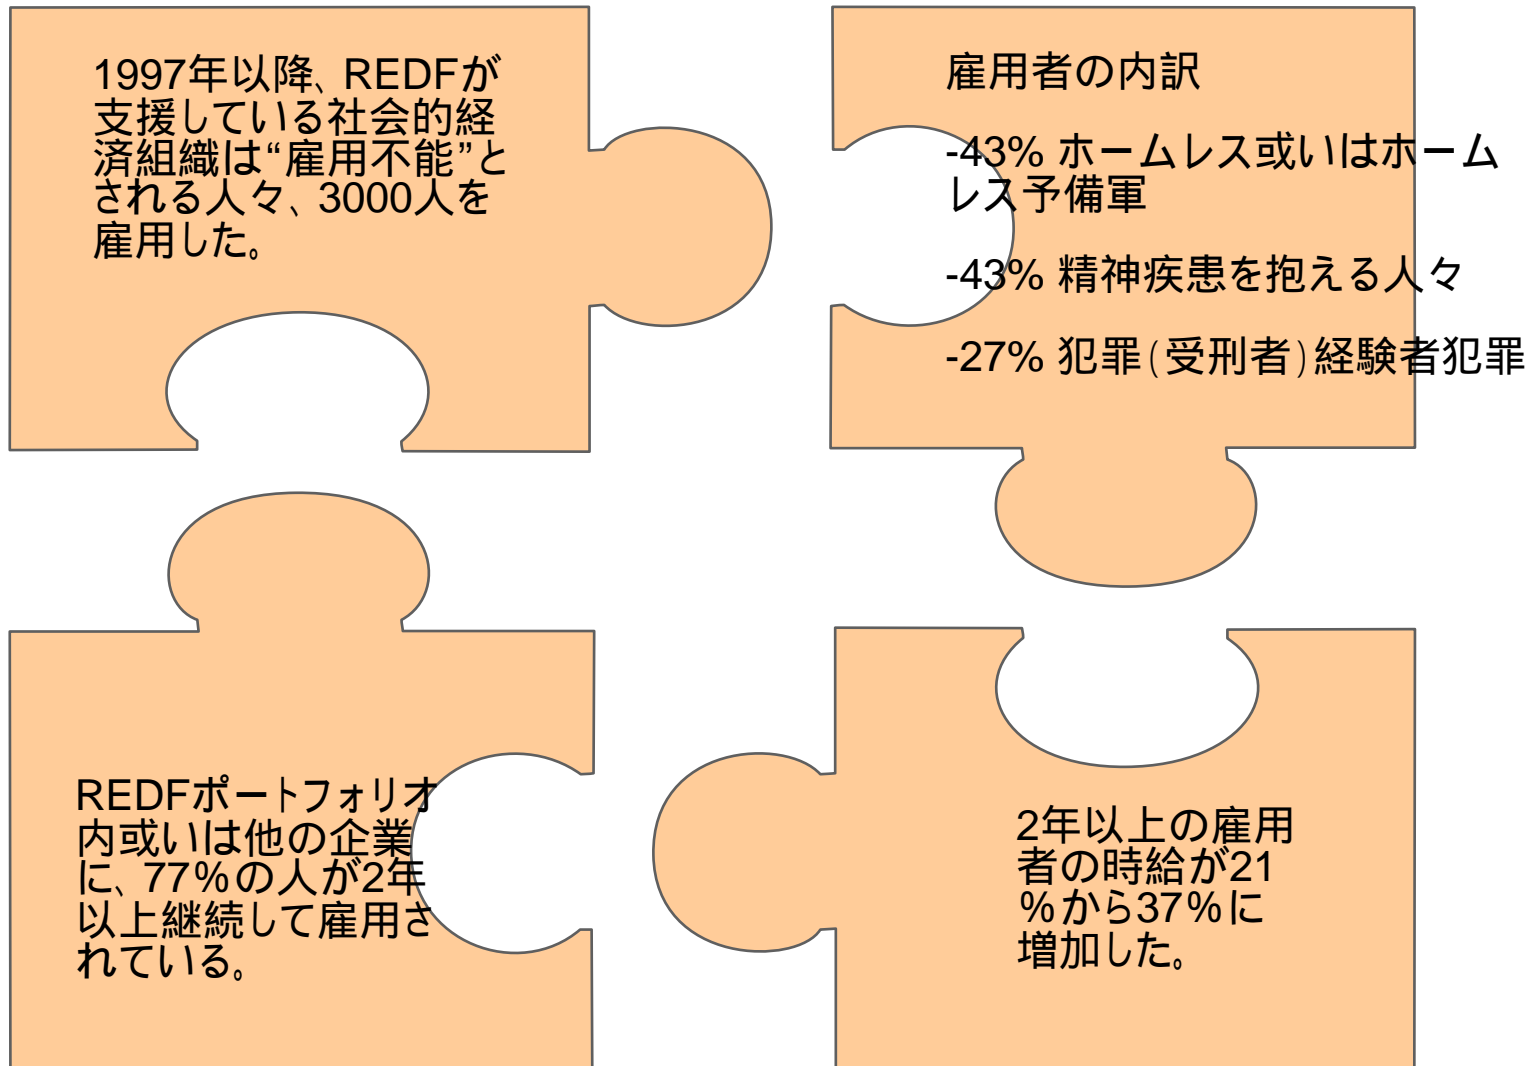 1997年以降、REDFが
支援している社会的経
済組織は“雇用不能”と
される人々、3000人を
雇用した。
雇用者の内訳
-43% ホームレス或いはホーム
レス予備軍
-43% 精神疾患を抱える人々
-27% 犯罪(受刑者)経験者犯罪
REDFポートフォリオ
内或いは他の企業
に、77%の人が2年
以上継続して雇用さ
れている。
2年以上の雇用
者の時給が21
%から37%に
増加した。